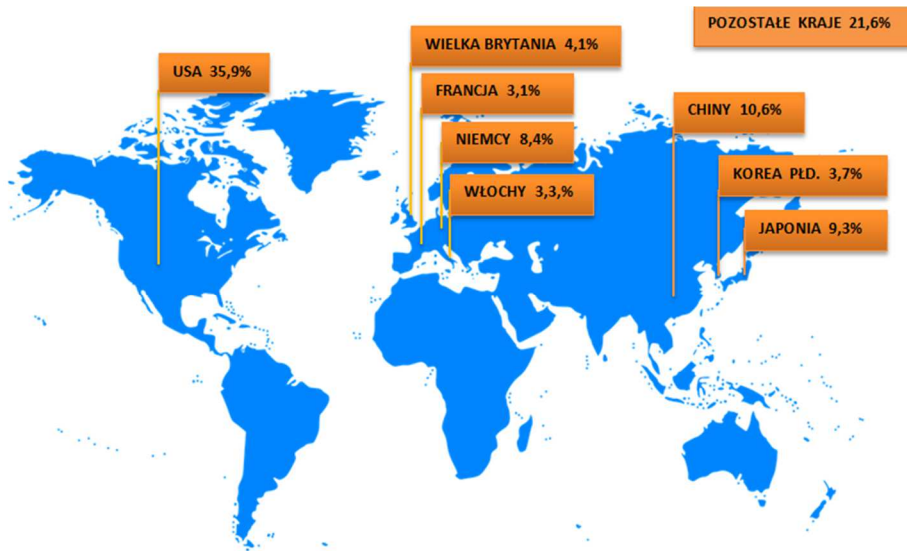 POZOSTAŁE KRAJE 21,6%
WIELKA BRYTANIA 4,1%
USA 35,9%
FRANCJA 3,1%
CHINY 10,6%
NIEMCY 8,4%
KOREA PŁD. 3,7%
WŁOCHY 3,3,%
JAPONIA 9,3%